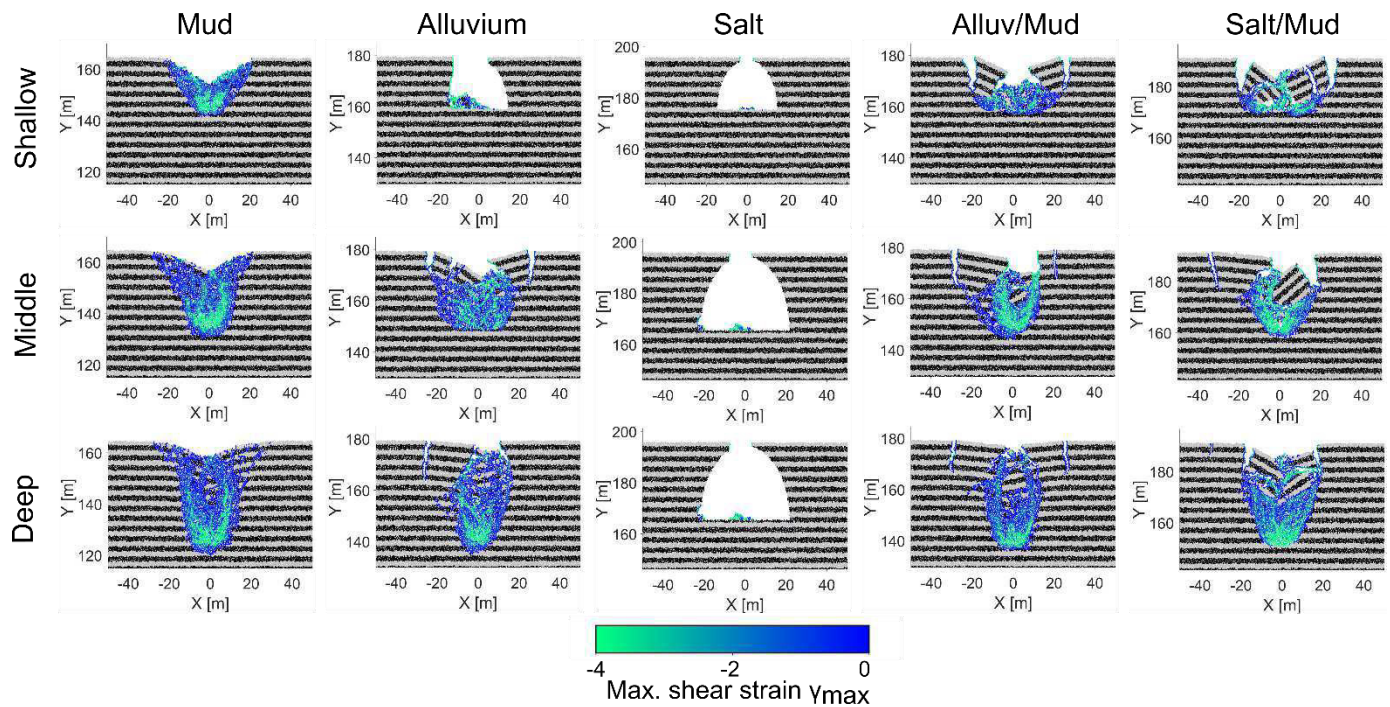 Mud Alluvium Salt Alluv/Mud Salt/Mud
Shallow
Y [m] 160 140 120
-40 -20 0 20 40
X [m]
Y [m] 180 160 140
-40 -20 0 20 40
X [m]
Y [m] 200 180 160
-40 -20 0 20 40
X [m]
Y [m] 180 160 140
-40 -20 0 20 40
X [m]
Y [m] 180 160
-40 -20 0 20 40
X [m]
Middle
Y [m] 160 140 120
-40 -20 0 20 40
X [m]
Y [m] 180 160 140
-40 -20 0 20 40
X [m]
Y [m] 200 180 160
-40 -20 0 20 40
X [m]
Y [m] 180 170 160 150 140 130
-40 -20 0 20 40
X [m]
Y [m] 180 160
-40 -20 0 20 40
X [m]
Deep
Y [m] 160 140 120
-40 -20 0 20 40
X [m]
Y [m] 180 160 140
-40 -20 0 20 40
X [m]
Y [m] 200 180 160
-40 -20 0 20 40
X [m]
Y [m] 180 160 140
-40 -20 0 20 40
X [m]
Y [m] 180 160
-40 -20 0 20 40
X [m]
-4 -2 0
Max. shear strain γmax